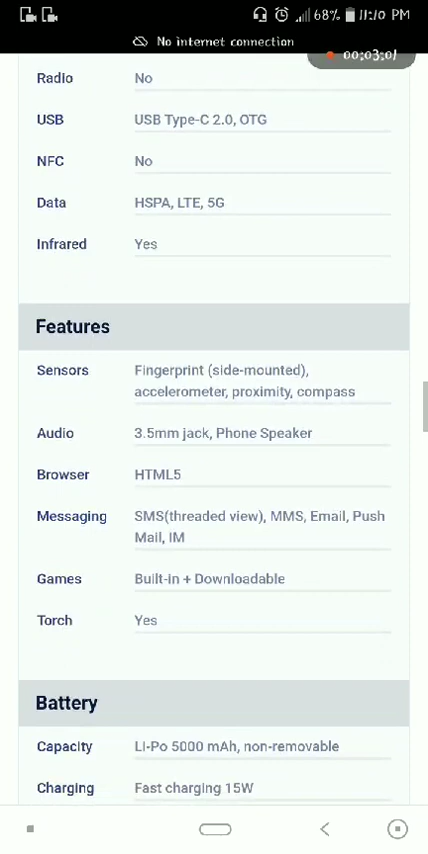 68% 11:10 PM
No internet connection
00:03:01
Radio No
USB USB Type-C 2.0, OTG
NFC No
Data HSPA, LTE, 5G
Infrared Yes
Features
Sensors Fingerprint (side-mounted),
accelerometer, proximity, compass
Audio 3.5mm jack, Phone Speaker
Browser HTML5
Messaging SMS(threaded view), MMS, Email, Push
Mail, IM
Games Built-in + Downloadable
Torch Yes
Battery
Capacity Li-Po 5000 mAh, non-removable
Charging Fast charging 15W